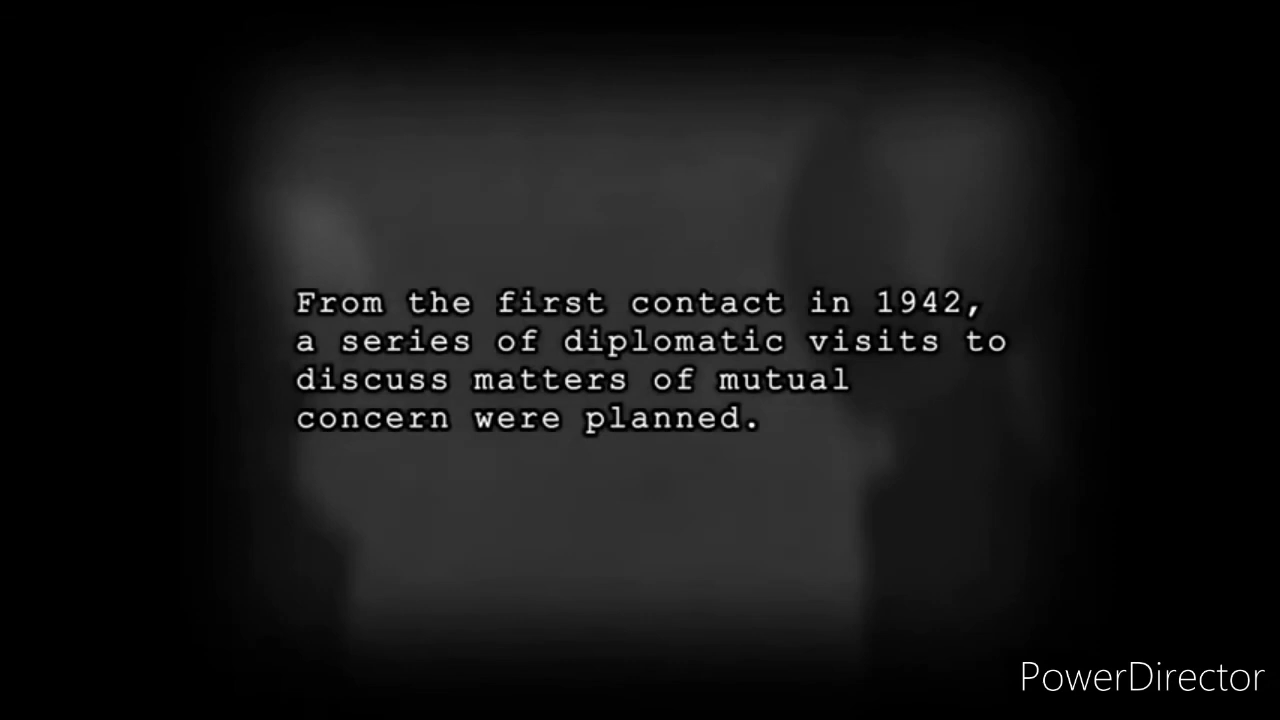 From the first contact in 1942,
a series of diplomatic visits to
discuss matters of mutual
concern were planned.
PowerDirector